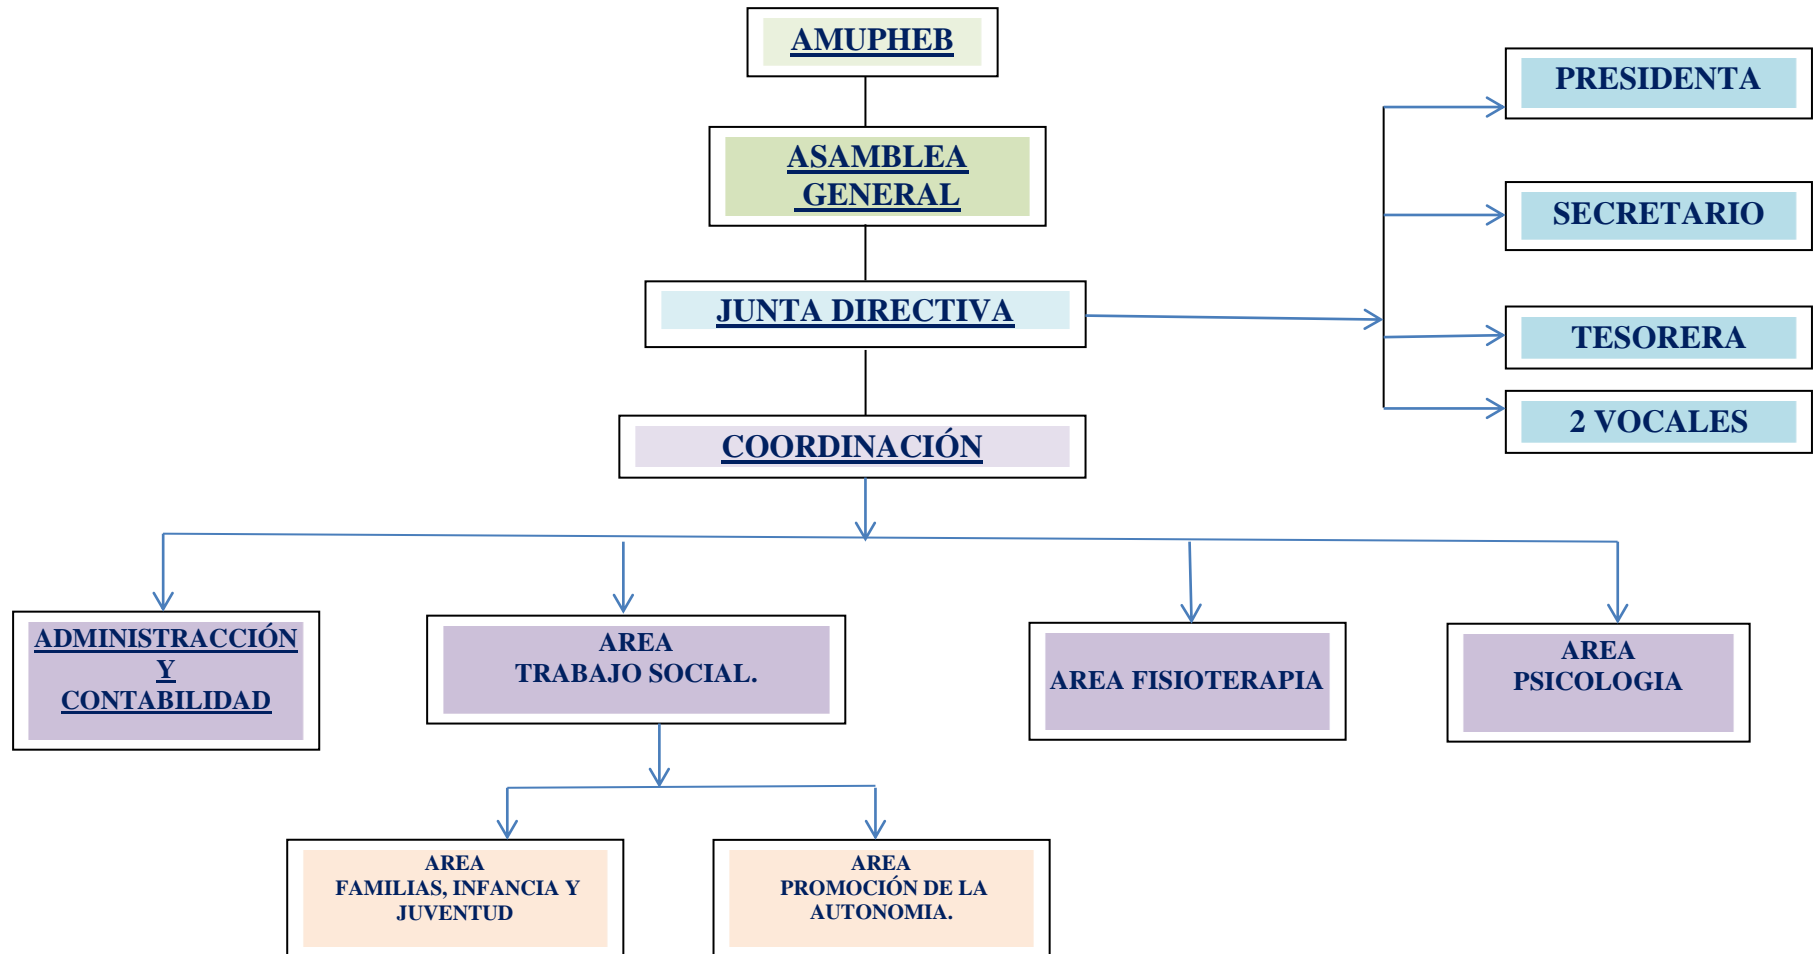 AMUPHEB
ASAMBLEA
GENERAL
JUNTA DIRECTIVA
COORDINACIÓN
PRESIDENTA
SECRETARIO
TESORERA
2 VOCALES
ADMINISTRACCIÓN
Y
CONTABILIDAD
AREA
TRABAJO SOCIAL.
AREA FISIOTERAPIA
AREA
PSICOLOGIA
AREA
FAMILIAS, INFANCIA Y
JUVENTUD
AREA
PROMOCIÓN DE LA
AUTONOMIA.